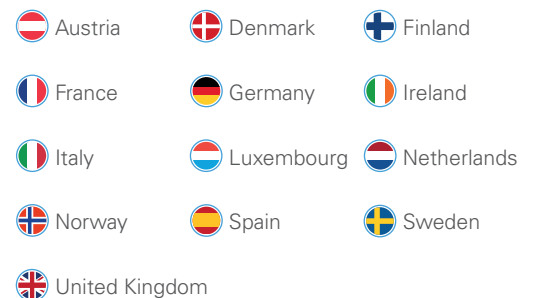 Austria Denmark Finland
France Germany Ireland
Italy Luxembourg Netherlands
Norway Spain Sweden
United Kingdom